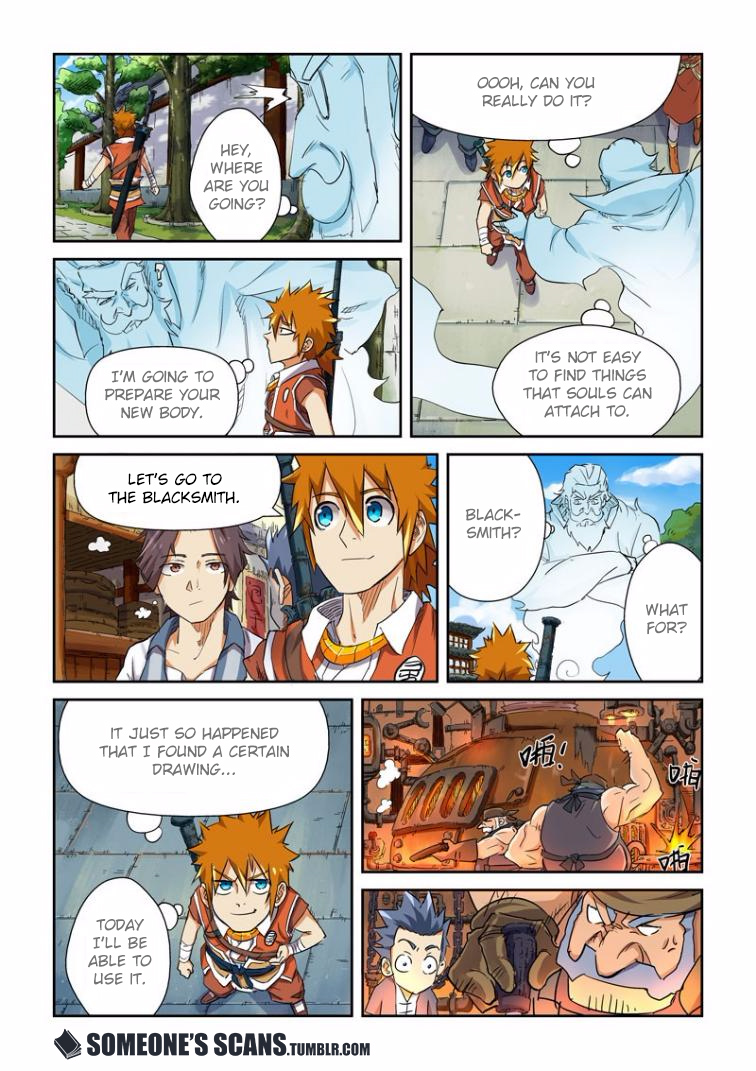 HEY,
WHERE
ARE YOU
GOING?
OOOH, CAN YOU
REALLY DO IT?
I'M GOING TO
PREPARE YOUR
NEW BODY.
IT'S NOT EASY
TO FIND THINGS
THAT SOULS CAN
ATTACH TO.
LET'S GO TO
THE BLACKSMITH.
BLACK-
SMITH?
WHAT
FOR?
IT JUST SO HAPPENED
THAT I FOUND A CERTAIN
DRAWING...
TODAY
I'LL BE
ABLE TO
USE IT.
SOMEONE'S SCANS.TUMBLR.COM